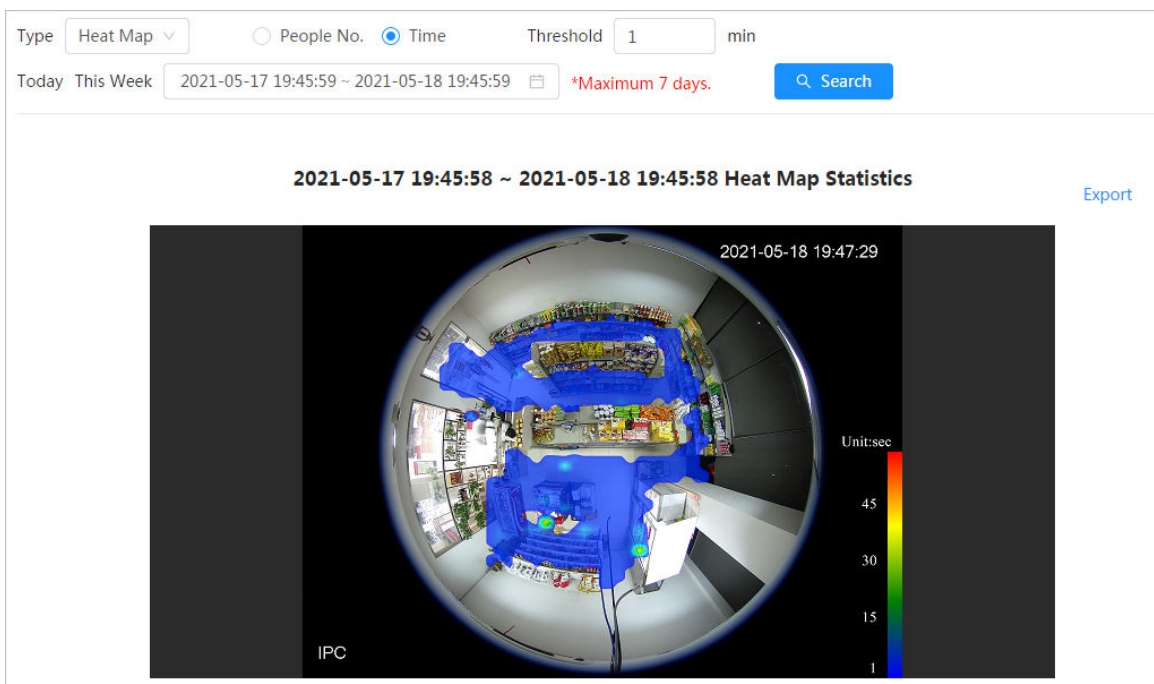 Type Heat Map People No. Time Threshold 1 min
Today This Week 2021-05-17 19:45:59 ~ 2021-05-18 19:45:59 *Maximum 7 days. Search
2021-05-17 19:45:58 ~ 2021-05-18 19:45:58 Heat Map Statistics
Export
2021-05-18 19:47:29
Unit:sec
45
30
15
1
IPC